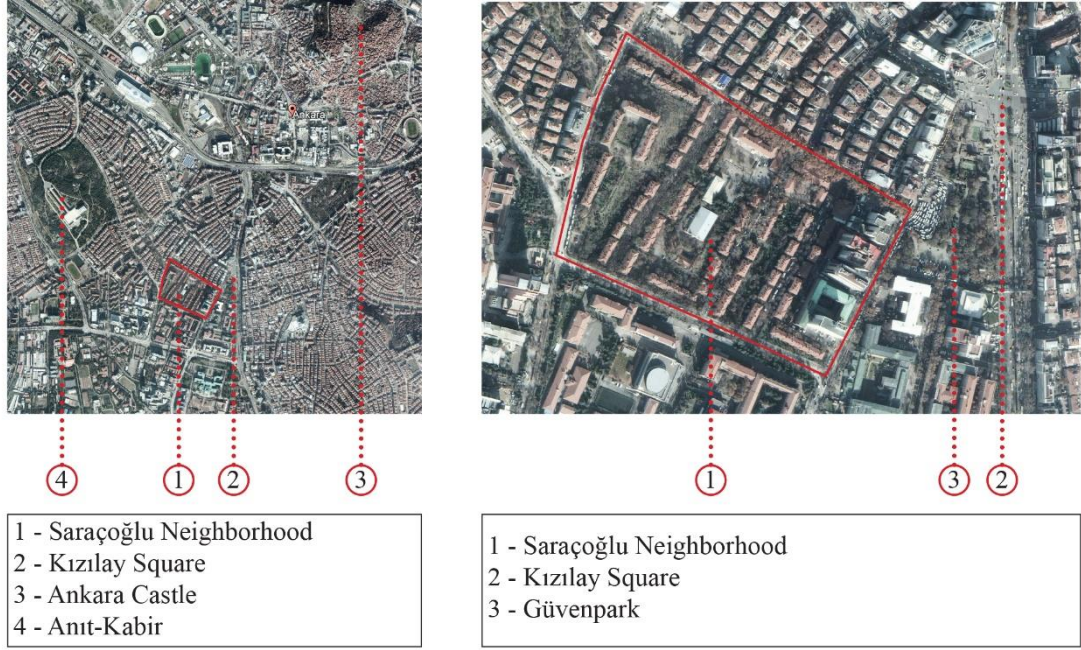 Ankara
4
1
2
3
1
3
2
1 - Saraçoğlu Neighborhood
2 - Kızılay Square
3 - Ankara Castle
4 - Anıt-Kabir
1 - Saraçoğlu Neighborhood
2 - Kızılay Square
3 - Güvenpark